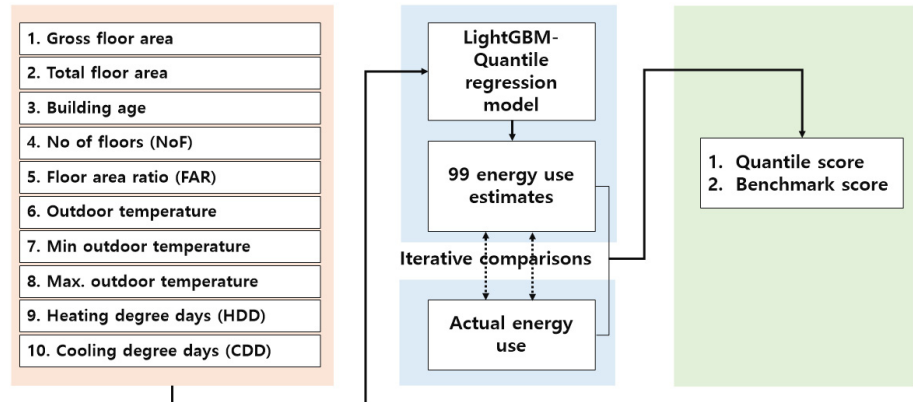 1. Gross floor area
2. Total floor area
3. Building age
4. No of floors (NoF)
5. Floor area ratio (FAR)
6. Outdoor temperature
7. Min outdoor temperature
8. Max. outdoor temperature
9. Heating degree days (HDD)
10. Cooling degree days (CDD)
LightGBM-
Quantile
regression
model
99 energy use
estimates
Iterative comparisons
Actual energy
use
1. Quantile score
2. Benchmark score